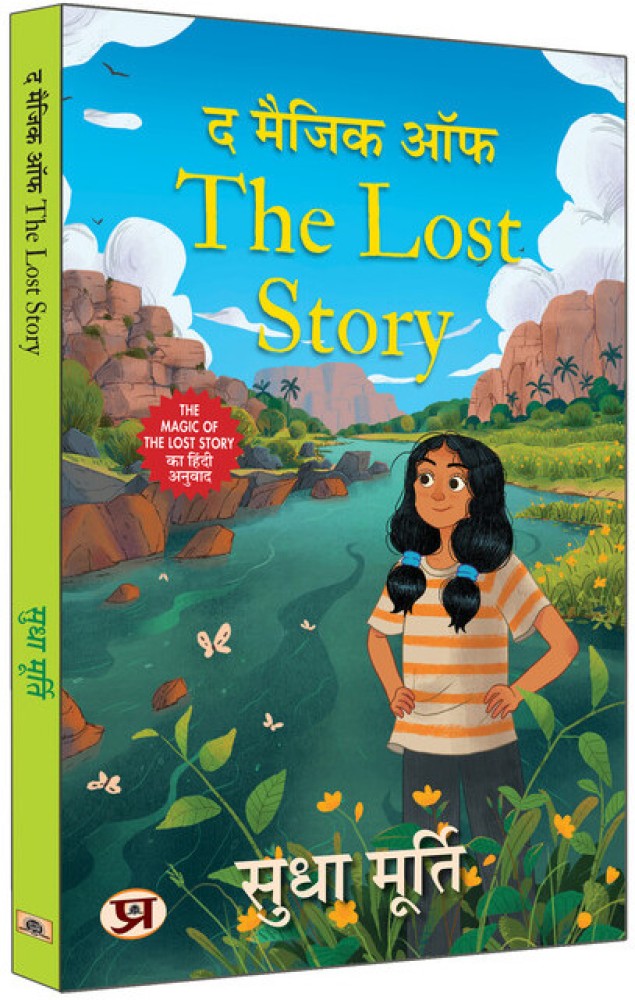 द मैजिक ऑफ The Lost Story
सुधा मूर्ति
द मैजिक ऑफ
The Lost
Story
THE
MAGIC OF
THE LOST STORY
का हिंदी
अनुवाद
सुधा मूर्ति
प्र